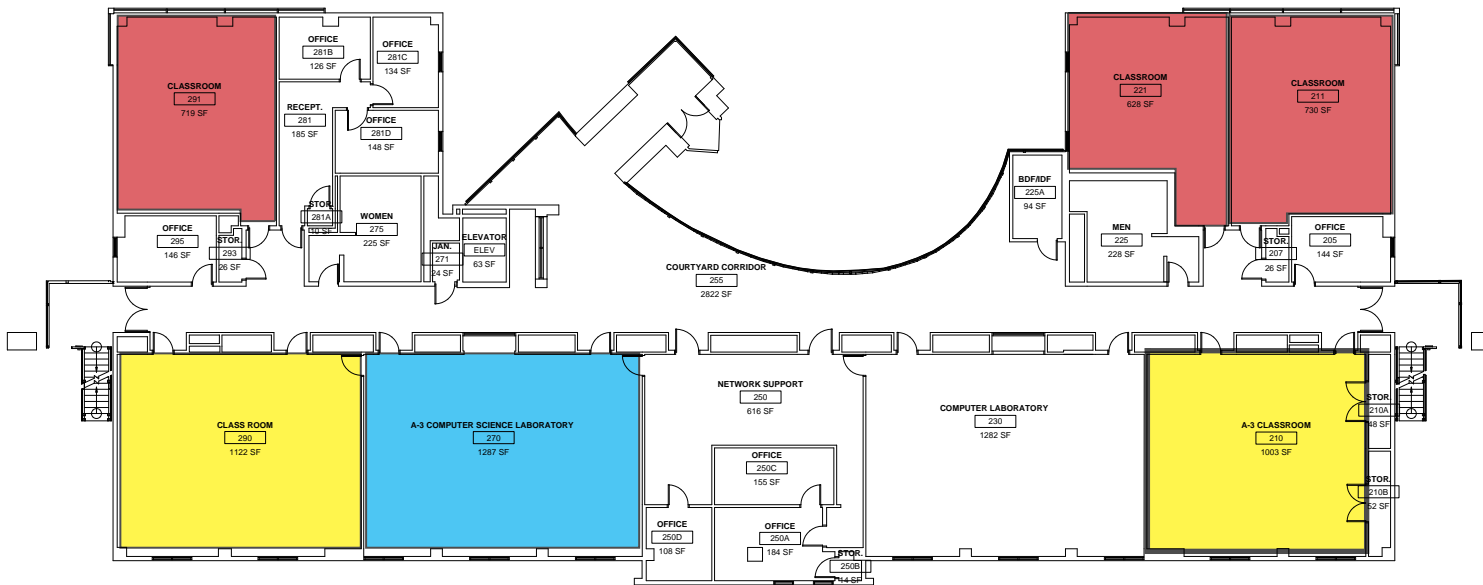 OFFICE
281B
126 SF
OFFICE
281C
134 SF
CLASSROOM
291
719 SF
RECEPT.
281
185 SF
OFFICE
281D
148 SF
STOR.
281A
10 SF
WOMEN
275
225 SF
OFFICE
295
146 SF
STOR.
293
26 SF
JAN.
271
24 SF
ELEVATOR
ELEV
63 SF
COURTYARD CORRIDOR
255
2822 SF
BDF/IDF
225A
94 SF
CLASSROOM
221
628 SF
CLASSROOM
211
730 SF
MEN
225
228 SF
STOR.
207
26 SF
OFFICE
205
144 SF
CLASS ROOM
290
1122 SF
A-3 COMPUTER SCIENCE LABORATORY
270
1287 SF
NETWORK SUPPORT
250
616 SF
OFFICE
250C
155 SF
OFFICE
250D
108 SF
OFFICE
250A
184 SF
STOR.
250B
14 SF
COMPUTER LABORATORY
230
1282 SF
A-3 CLASSROOM
210
1003 SF
STOR.
210A
48 SF
STOR.
210B
52 SF